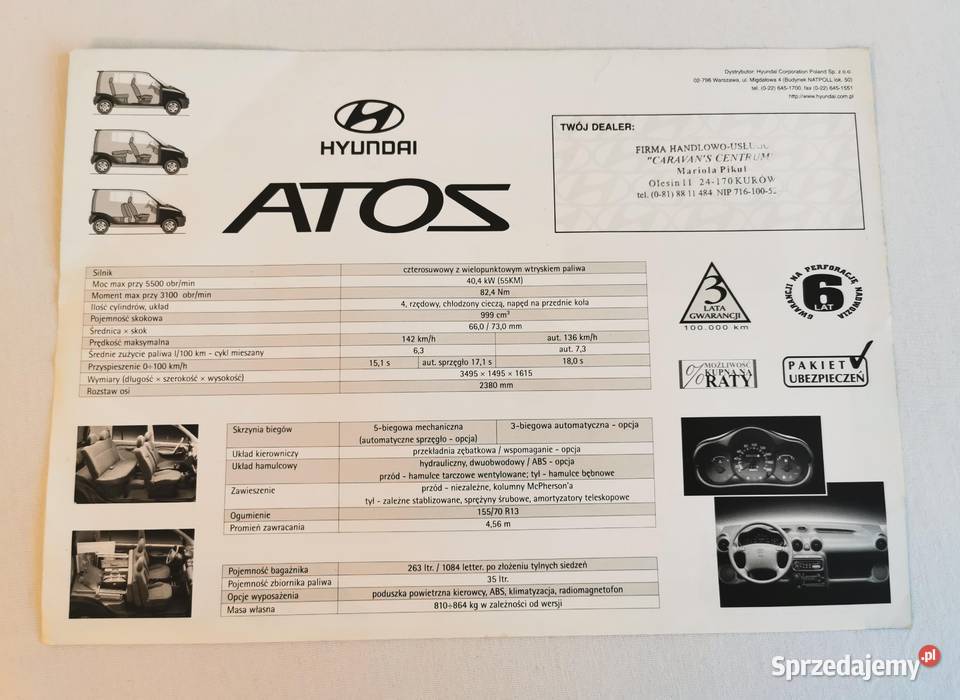 Dystrybutor: Hyundai Corporation Poland Sp. z o.o.
02-796 Warszawa, ul. Migdałowa 4 (Budynek NATPOLL lok. 50)
tel. (0-22) 645-1700, fax (0-22) 645-1551
http://www.hyundai.com.pl
HYUNDAI
ATOS
TWÓJ DEALER:
FIRMA HANDLOWO-USŁUGO
"CARAVAN'S CENTRUM"
Mariola Pikul
Olesin 11 24-170 KURÓW
tel. (0-81) 88 11 484 NIP 716-100-5
Silnik czterosuwowy z wielopunktowym wtryskiem paliwa
Moc max przy 5500 obr/min 40,4 kW (55KM)
Moment max przy 3100 obr/min 82,4 Nm
Ilość cylindrów, układ 4, rzędowy, chłodzony cieczą, napęd na przednie koła
Pojemność skokowa 999 cm³
Średnica × skok 66,0 / 73,0 mm
Prędkość maksymalna 142 km/h aut. 136 km/h
Średnie zużycie paliwa l/100 km - cykl mieszany 6,3 aut. 7,3
Przyspieszenie 0÷100 km/h 15,1 s aut. sprzęgło 17,1 s 18,0 s
Wymiary (długość × szerokość × wysokość) 3495 × 1495 × 1615
Rozstaw osi 2380 mm
3
LATA
GWARANCJI
100.000 km
GWARANCJI NA PERFORACJĘ NADWOZIA
6
LAT
% MOŻLIWOŚĆ
KUPNA NA
RATY
PAKIET
UBEZPIECZEŃ
Skrzynia biegów 5-biegowa mechaniczna 3-biegowa automatyczna - opcja
(automatyczne sprzęgło - opcja)
Układ kierowniczy przekładnia zębatkowa / wspomaganie - opcja
Układ hamulcowy hydrauliczny, dwuobwodowy / ABS - opcja
przód - hamulce tarczowe wentylowane; tył - hamulce bębnowe
Zawieszenie przód - niezależne, kolumny McPherson'a
tył - zależne stabilizowane, sprężyny śrubowe, amortyzatory teleskopowe
Ogumienie 155/70 R13
Promień zawracania 4,56 m
Pojemność bagażnika 263 ltr. / 1084 letter. po złożeniu tylnych siedzeń
Pojemność zbiornika paliwa 35 ltr.
Opcje wyposażenia poduszka powietrzna kierowcy, ABS, klimatyzacja, radiomagnetofon
Masa własna 810÷864 kg w zależności od wersji
Sprzedajemy.pl